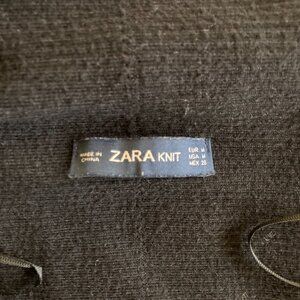 MADE IN
CHINA
ZARA KNIT
EUR M
USA M
MEX 28